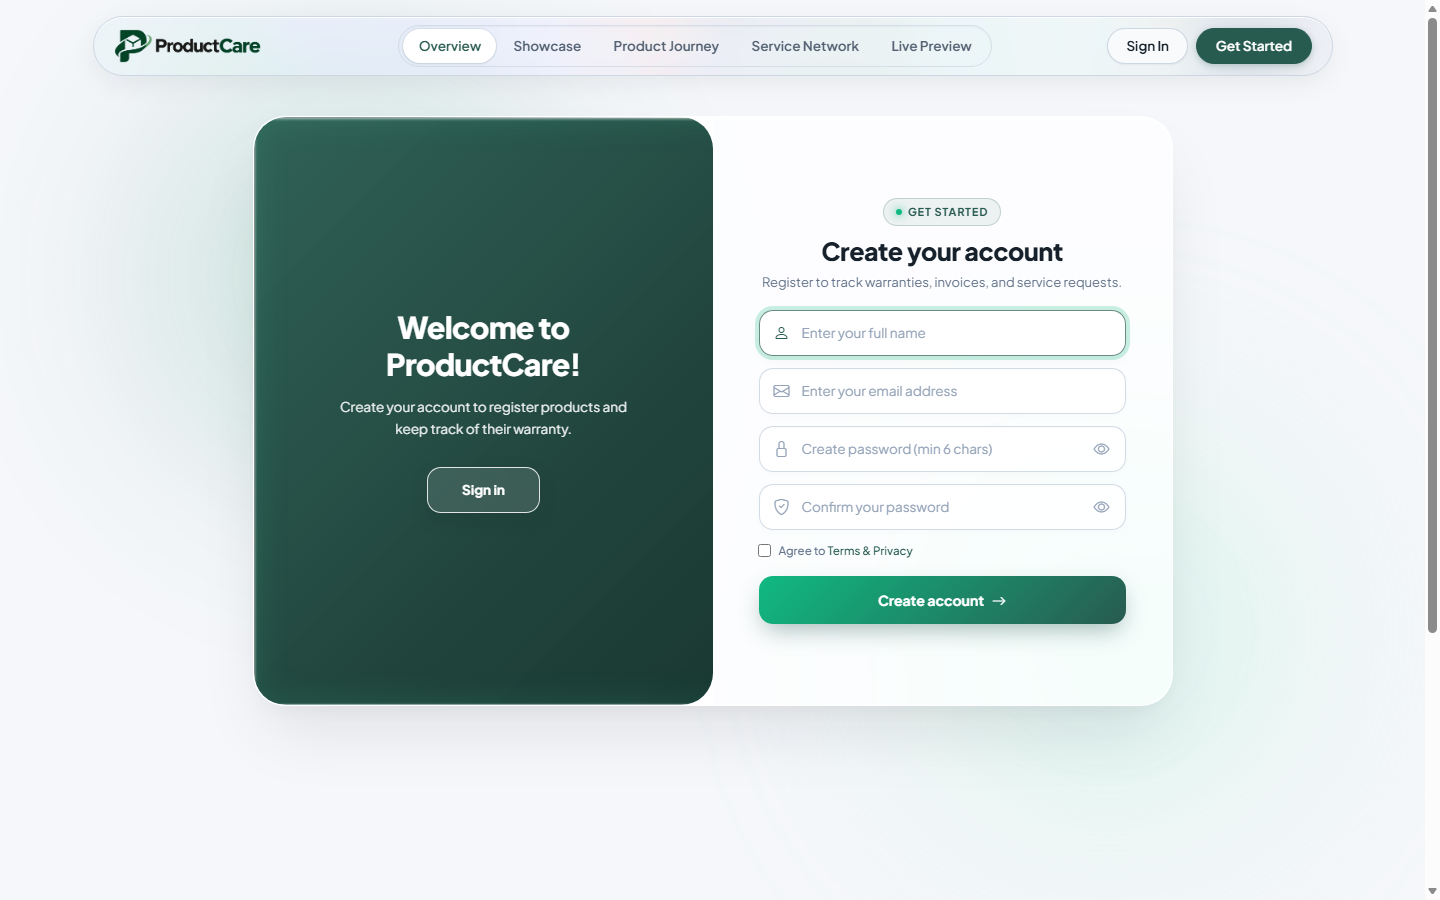 ProductCare
Overview
Showcase
Product Journey
Service Network
Live Preview
Sign In
Get Started
Welcome to
ProductCare!
Create your account to register products and
keep track of their warranty.
Sign in
GET STARTED
Create your account
Register to track warranties, invoices, and service requests.
Enter your full name
Enter your email address
Create password (min 6 chars)
Confirm your password
Agree to Terms & Privacy
Create account →